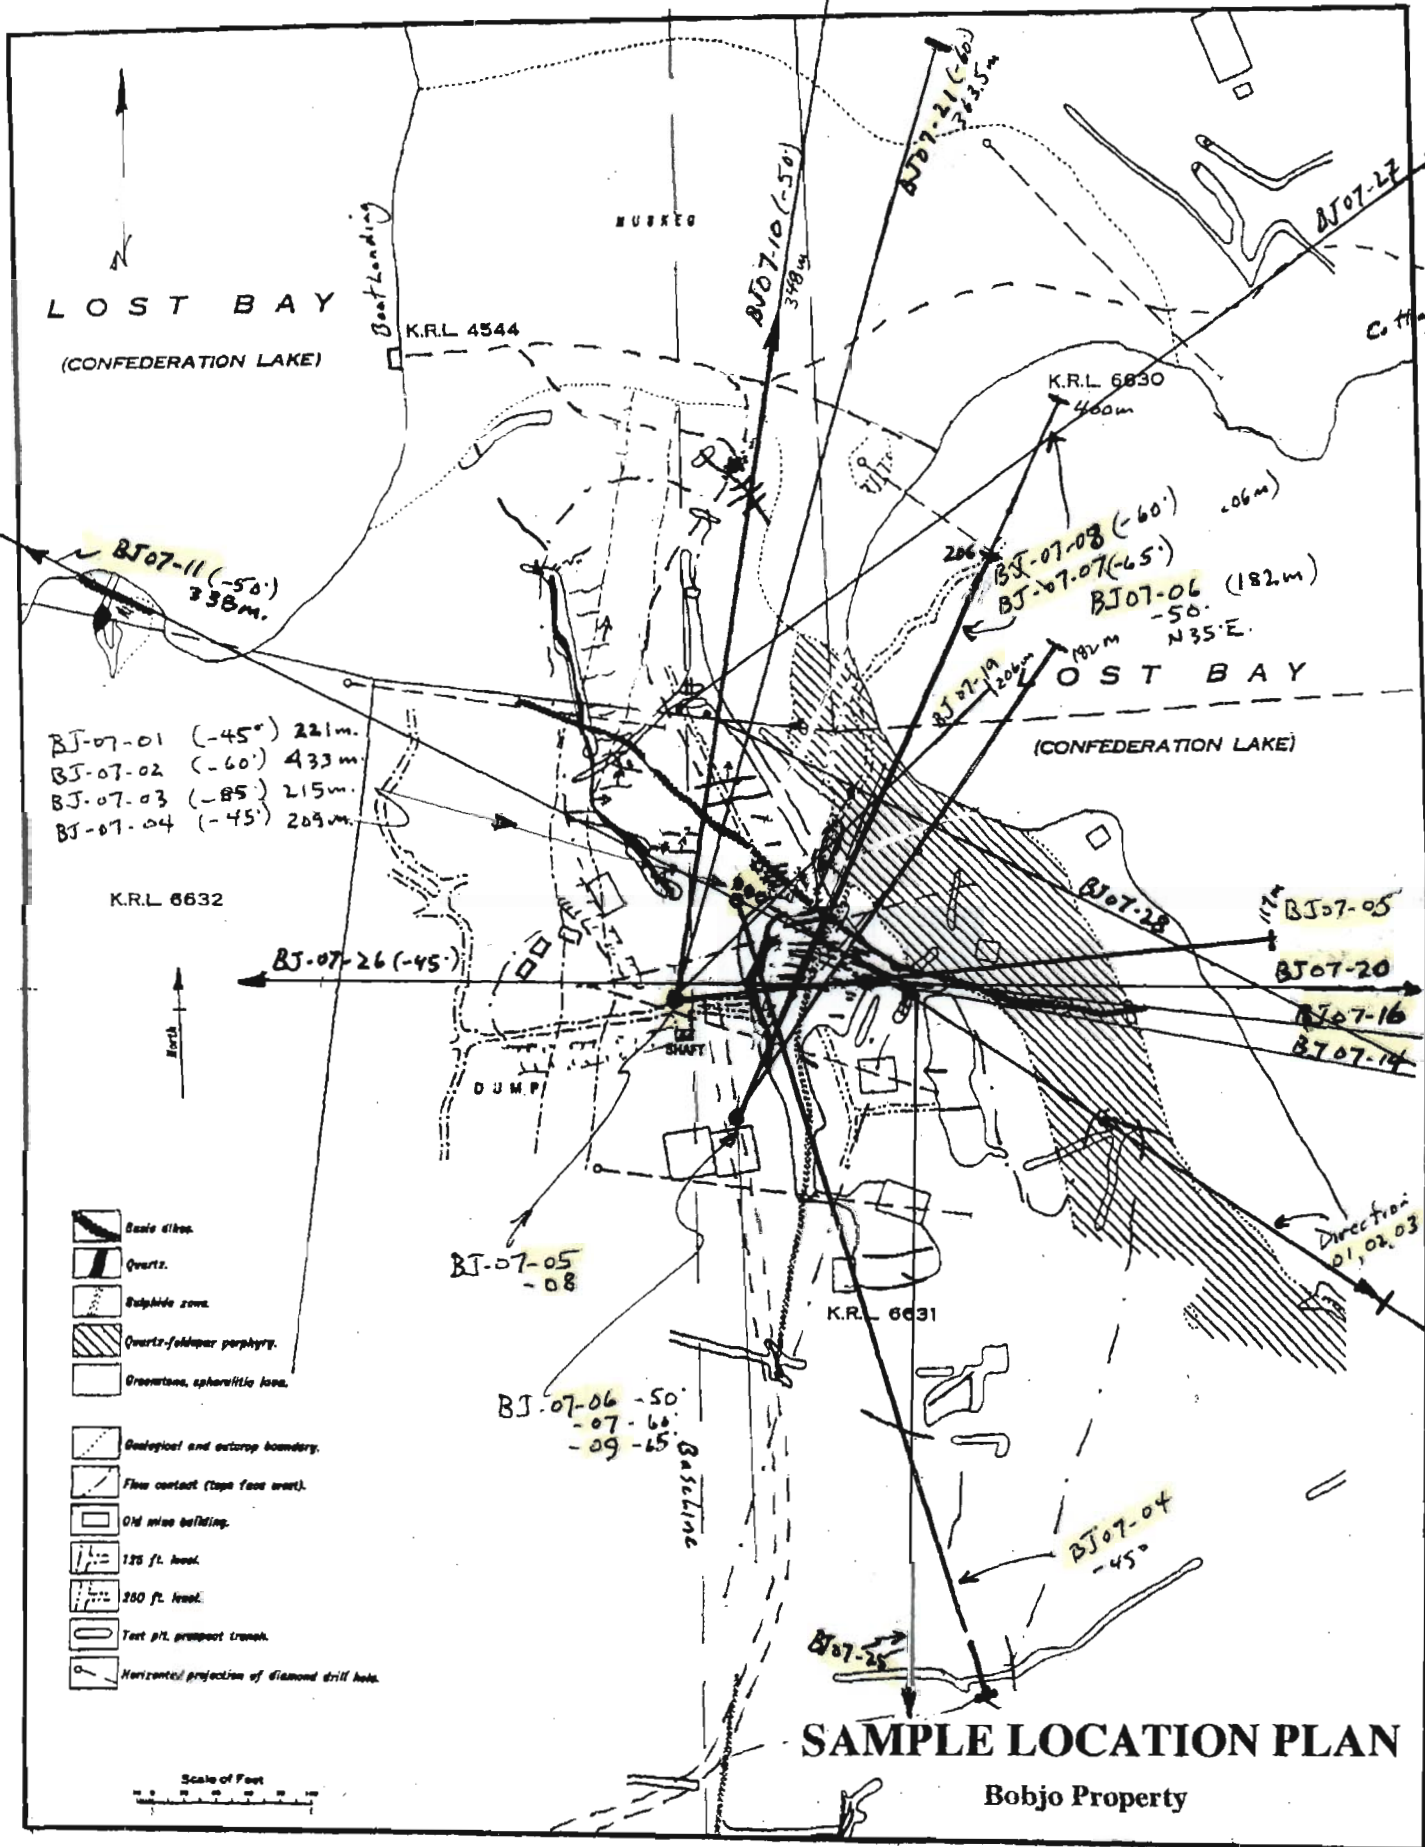 BJ07-21 (-60)
363.5m
BJ07-10 (-50°)
348m
BJ07-27
MUSKEG
N
Boat Landing
LOST BAY
(CONFEDERATION LAKE)
K.R.L. 4544
K.R.L. 6630
400m
BJ07-11 (-50°)
338m.
206
.06m)
BJ-07-08 (-60°)
BJ-07-07 (-65°)
BJ07-06 (182m)
-50.
N35°E.
182m
BJ07-19
206m
LOST BAY
(CONFEDERATION LAKE)
BJ-07-01 (-45°) 221m.
BJ-07-02 (-60°) 433m.
BJ-07-03 (-85°) 215m.
BJ-07-04 (-45°) 209m.
K.R.L. 6632
BJ07-28
117m
BJ07-05
BJ-07-26 (-45°)
BJ07-20
BJ07-16
BJ07-14
North
SHAFT
DUMP
Direction
01, 02, 03
BJ-07-05
-08
K.R.L. 6631
BJ-07-06 -50°
-07-60°
-09-65°
Baseline
BJ07-04
-45°
BJ07-25
Basic dikes.
Quartz.
Sulphide zone.
Quartz-feldspar porphyry.
Greenstone, spherulitic lava.
Geological and outcrop boundary.
Flow contact (tops face west).
Old mine building.
125 ft. level.
250 ft. level.
Test pit, prospect trench.
Horizontal projection of diamond drill hole.
Scale of Feet
SAMPLE LOCATION PLAN
Bobjo Property